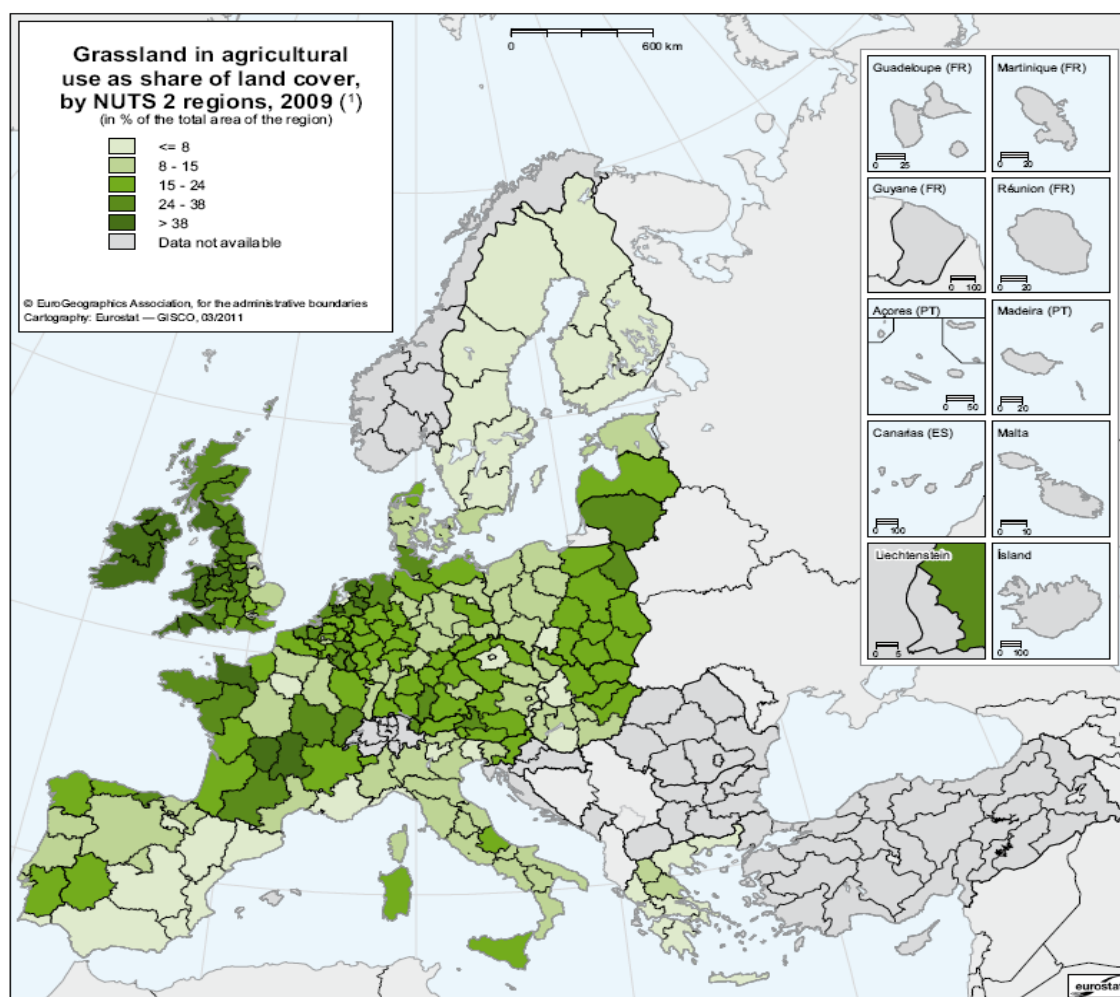 Grassland in agricultural
use as share of land cover,
by NUTS 2 regions, 2009 (¹)
(in % of the total area of the region)
<= 8
8 - 15
15 - 24
24 - 38
> 38
Data not available
© EuroGeographics Association, for the administrative boundaries
Cartography: Eurostat — GISCO, 03/2011
0 600 km
Guadeloupe (FR)
0 25
Martinique (FR)
0 20
Guyane (FR)
0 100
Réunion (FR)
0 20
Açores (PT)
0 50
Madeira (PT)
0 20
Canarias (ES)
0 100
Malta
0 10
Liechtenstein
0 5
Ísland
0 100
eurostat